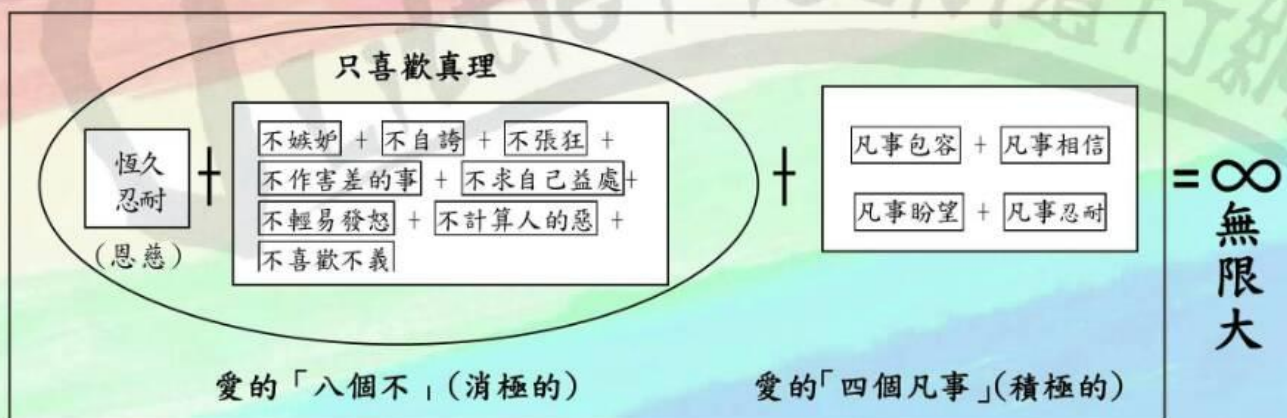 只喜歡真理
恆久
忍耐
(恩慈)
+
不嫉妒 + 不自誇 + 不張狂 +
不作害羞的事 + 不求自己益處+
不輕易發怒 + 不計算人的惡 +
不喜歡不義
+
凡事包容 + 凡事相信
凡事盼望 + 凡事忍耐
=∞
無
限
大
愛的「八個不」(消極的)
愛的「四個凡事」(積極的)